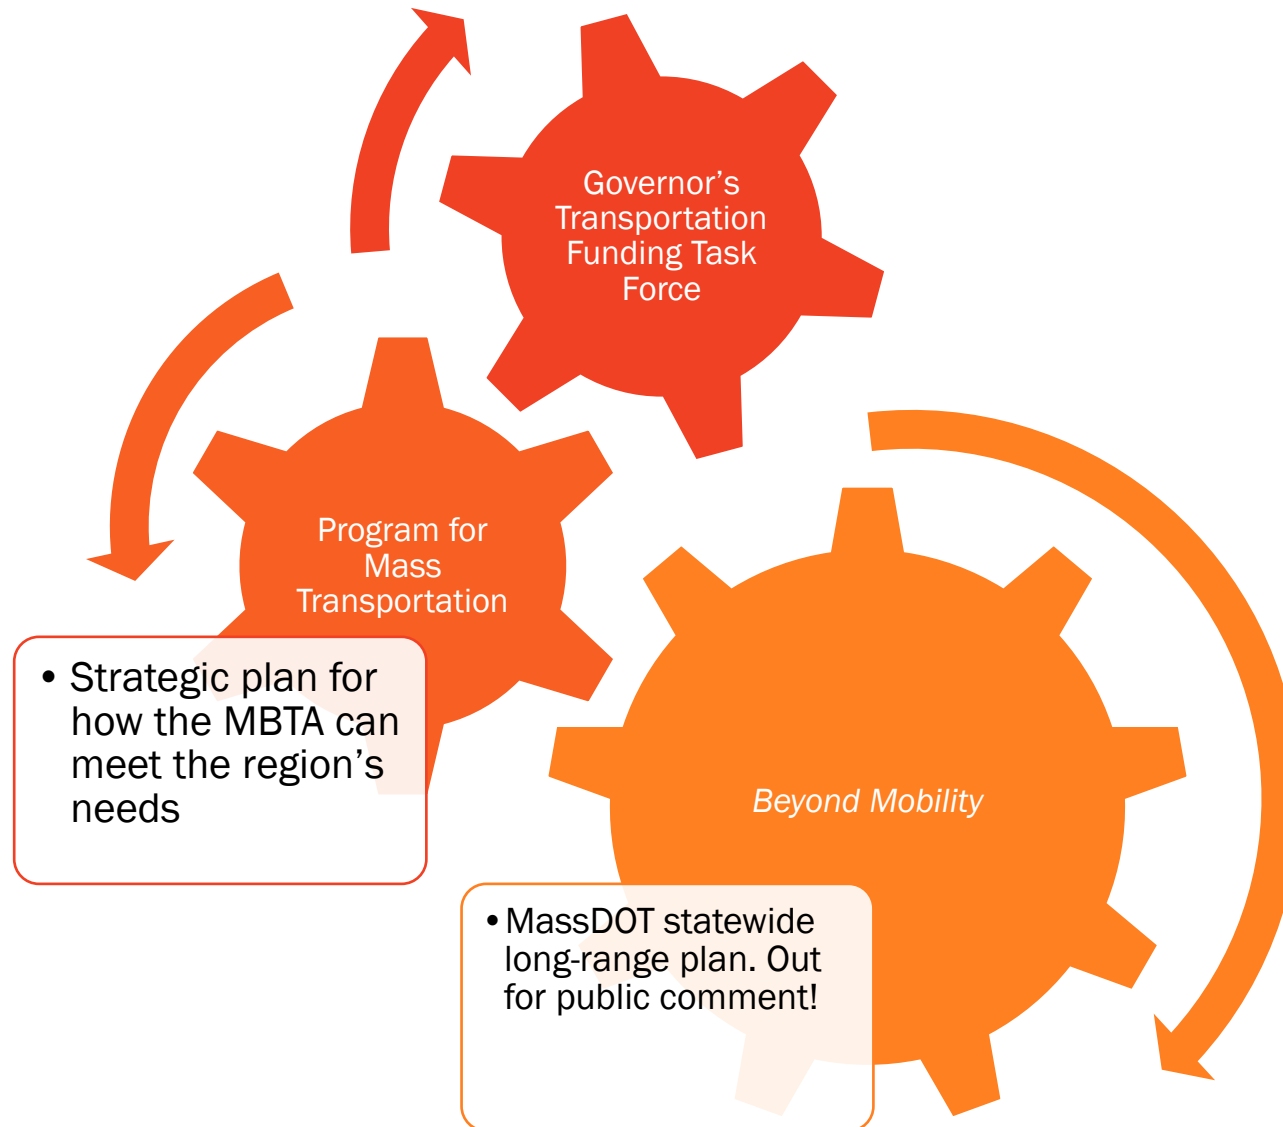 Governor’s
Transportation
Funding Task
Force
Program for
Mass
Transportation
• Strategic plan for
how the MBTA can
meet the region’s
needs
Beyond Mobility
• MassDOT statewide
long-range plan. Out
for public comment!